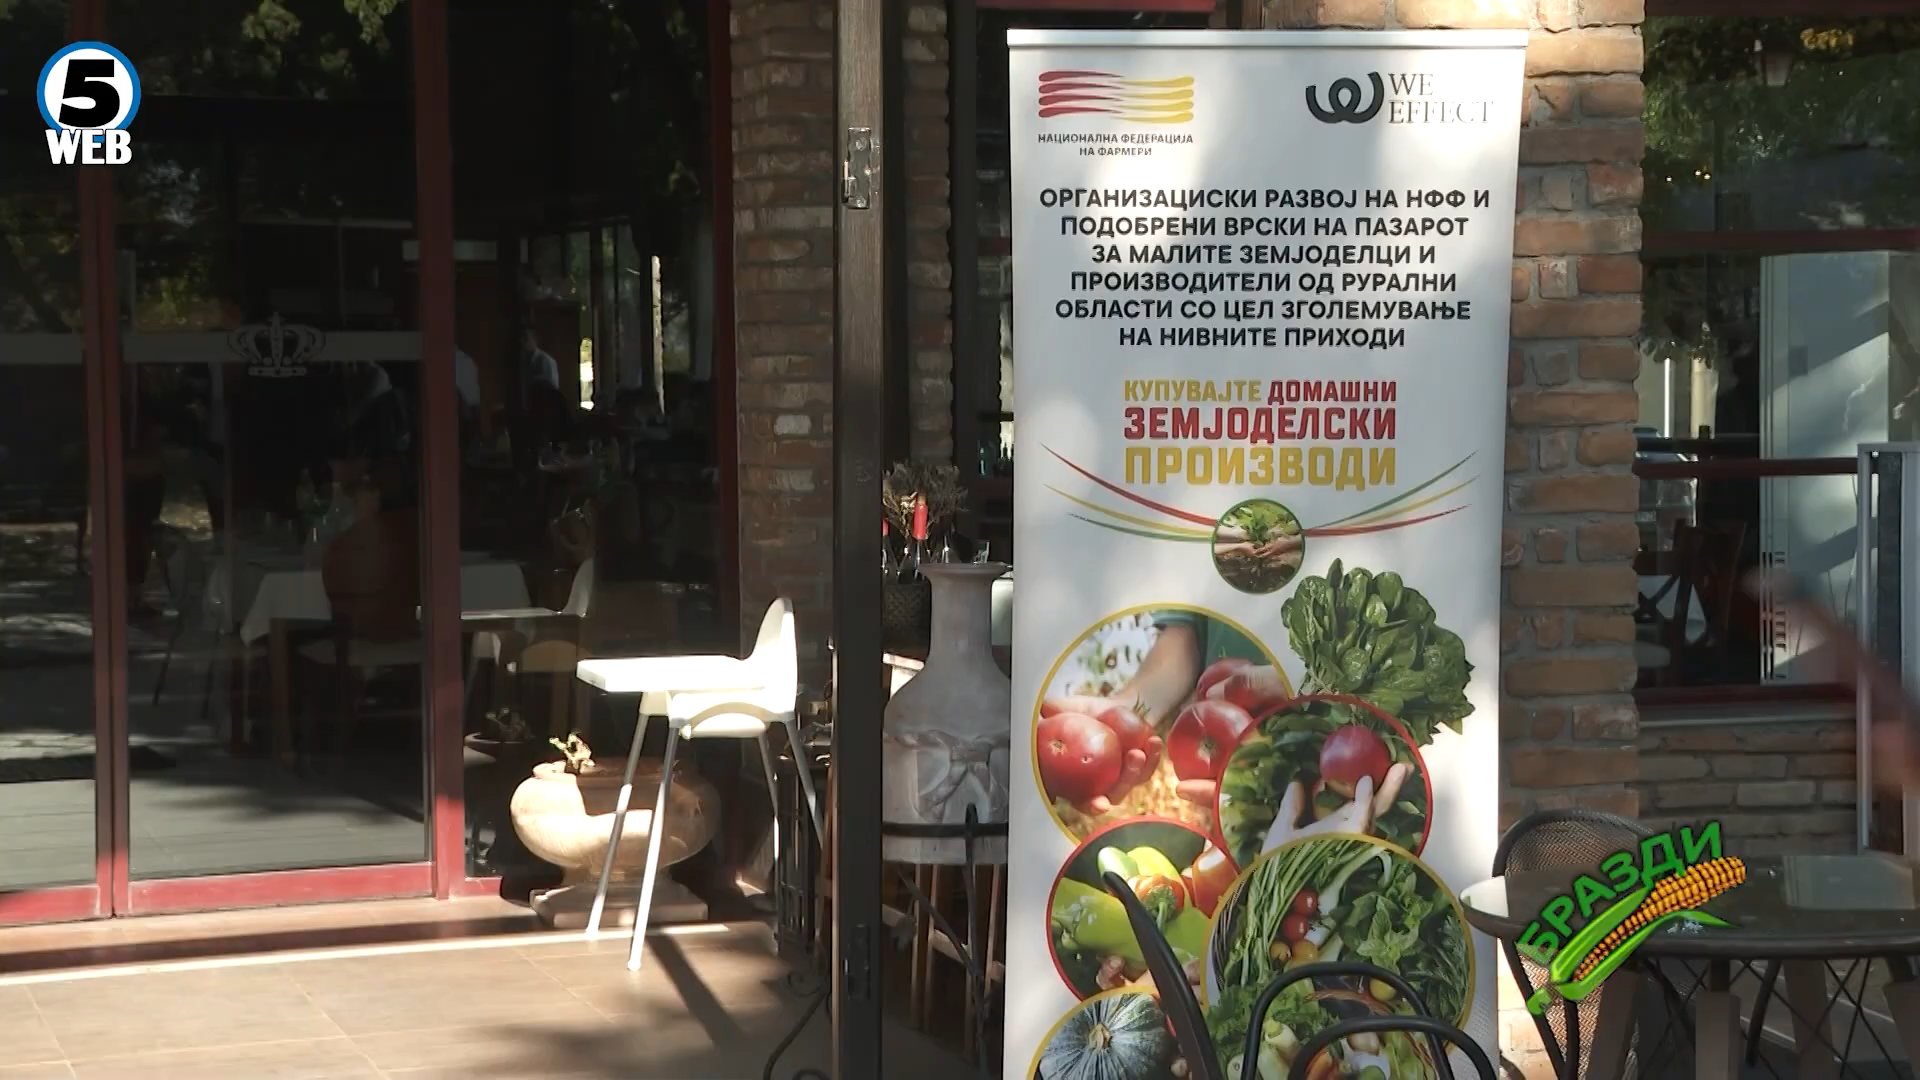 5
WEB
НАЦИОНАЛНА ФЕДЕРАЦИЈА
НА ФАРМЕРИ
WE
EFFECT
ОРГАНИЗАЦИСКИ РАЗВОЈ НА НФФ И
ПОДОБРЕНИ ВРСКИ НА ПАЗАРОТ
ЗА МАЛИТЕ ЗЕМЈОДЕЛЦИ И
ПРОИЗВОДИТЕЛИ ОД РУРАЛНИ
ОБЛАСТИ СО ЦЕЛ ЗГОЛЕМУВАЊЕ
НА НИВНИТЕ ПРИХОДИ
КУПУВАЈТЕ ДОМАШНИ
ЗЕМЈОДЕЛСКИ
ПРОИЗВОДИ
БРАЗДИ